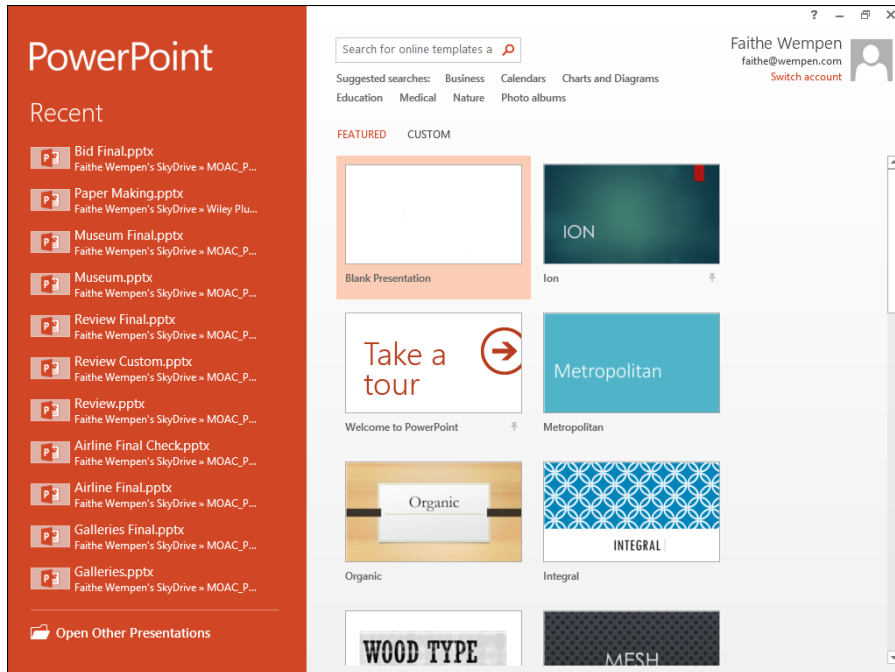 ?
PowerPoint
Recent
Bid Final.pptx
Faithe Wempen's SkyDrive » MOAC_P...
Paper Making.pptx
Faithe Wempen's SkyDrive » Wiley Plu...
Museum Final.pptx
Faithe Wempen's SkyDrive » MOAC_P...
Museum.pptx
Faithe Wempen's SkyDrive » MOAC_P...
Review Final.pptx
Faithe Wempen's SkyDrive » MOAC_P...
Review Custom.pptx
Faithe Wempen's SkyDrive » MOAC_P...
Review.pptx
Faithe Wempen's SkyDrive » MOAC_P...
Airline Final Check.pptx
Faithe Wempen's SkyDrive » MOAC_P...
Airline Final.pptx
Faithe Wempen's SkyDrive » MOAC_P...
Galleries Final.pptx
Faithe Wempen's SkyDrive » MOAC_P...
Galleries.pptx
Faithe Wempen's SkyDrive » MOAC_P...
Open Other Presentations
Search for online templates a
Faithe Wempen
faithe@wempen.com
Switch account
Suggested searches: Business Calendars Charts and Diagrams
Education Medical Nature Photo albums
FEATURED CUSTOM
Blank Presentation
ION
Ion
Take a
tour
Welcome to PowerPoint
Metropolitan
Metropolitan
Organic
Organic
INTEGRAL
Integral
WOOD TYPE
MESH